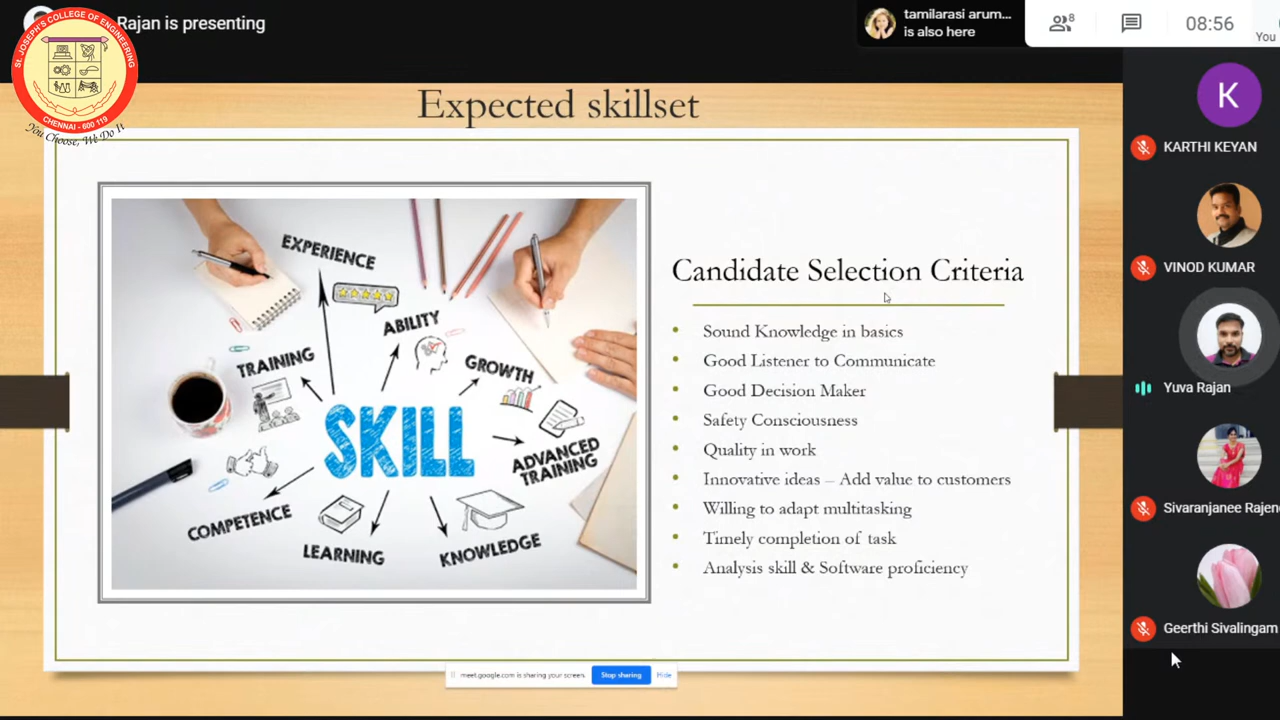 Rajan is presenting
tamilarasi arum...
is also here
8
08:56
You
ST. JOSEPH'S COLLEGE OF ENGINEERING
CHENNAI - 600 119
You Choose, We Do It
Expected skillset
EXPERIENCE
ABILITY
TRAINING
GROWTH
SKILL
ADVANCED
TRAINING
COMPETENCE
LEARNING
KNOWLEDGE
Candidate Selection Criteria
• Sound Knowledge in basics
• Good Listener to Communicate
• Good Decision Maker
• Safety Consciousness
• Quality in work
• Innovative ideas – Add value to customers
• Willing to adapt multitasking
• Timely completion of task
• Analysis skill & Software proficiency
meet.google.com is sharing your screen.
Stop sharing
Hide
K
KARTHI KEYAN
VINOD KUMAR
Yuva Rajan
Sivaranjanee Rajen
Geerthi Sivalingam